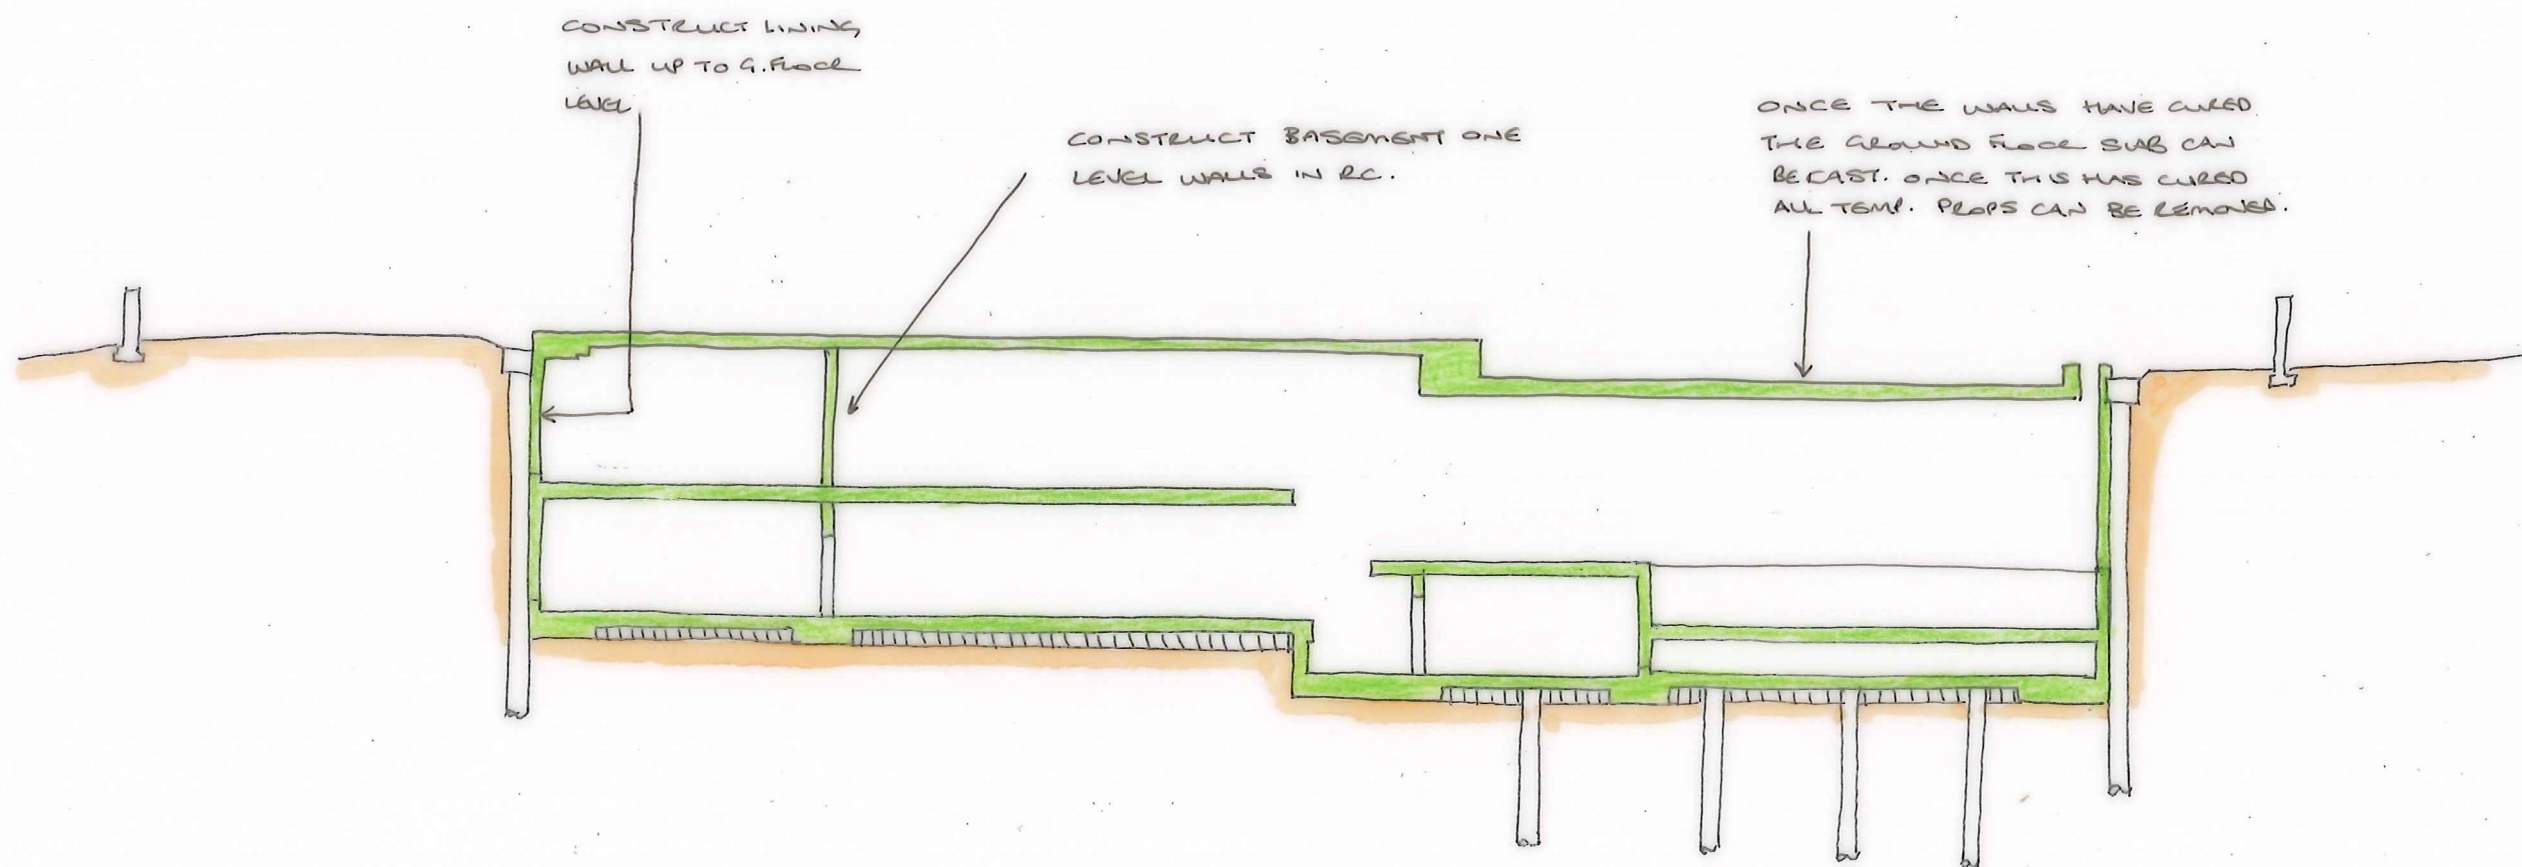 CONSTRUCT LINING
WALL UP TO G. FLOOR
LEVEL
CONSTRUCT BASEMENT ONE
LEVEL WALLS IN RC.
ONCE THE WALLS HAVE CURED
THE GROUND FLOOR SLAB CAN
BE CAST. ONCE THIS HAS CURED
ALL TEMP. PROPS CAN BE REMOVED.